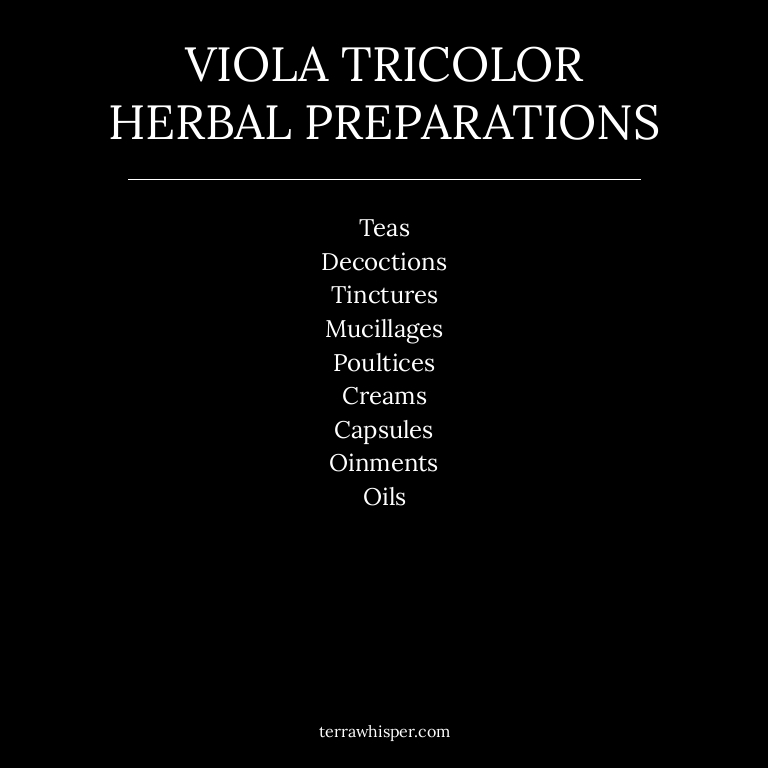 VIOLA TRICOLOR
HERBAL PREPARATIONS
Teas
Decoctions
Tinctures
Mucillages
Poultices
Creams
Capsules
Oinments
Oils
terrawhisper.com